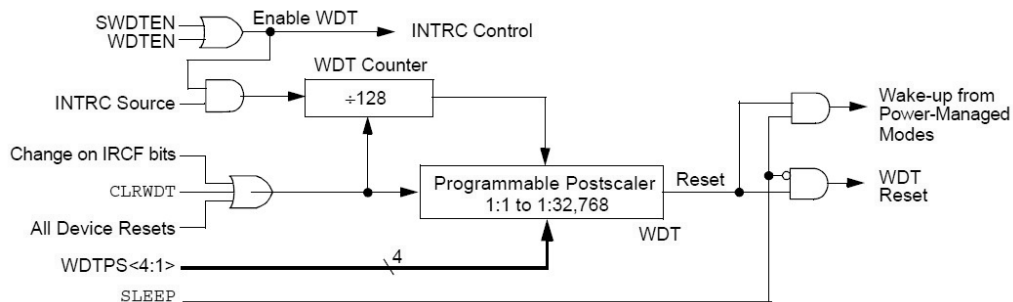 SWDTEN
WDTEN
Enable WDT
INTRC Control
WDT Counter
INTRC Source
÷128
Wake-up from
Power-Managed
Modes
Change on IRCF bits
CLRWDT
All Device Resets
Programmable Postscaler
1:1 to 1:32,768
Reset
WDT
WDT
Reset
WDTPS<4:1>
4
SLEEP